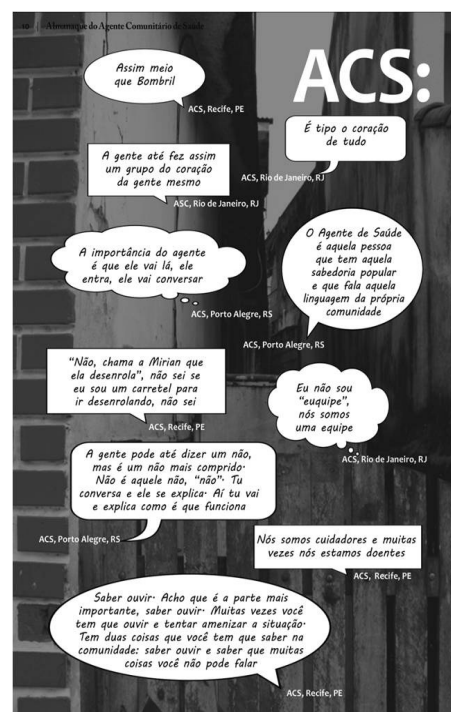 10 | Almanaque do Agente Comunitário de Saúde
ACS:
Assim meio
que Bombril
ACS, Recife, PE
É tipo o coração
de tudo
ACS, Rio de Janeiro, RJ
A gente até fez assim
um grupo do coração
da gente mesmo
ASC, Rio de Janeiro, RJ
O Agente de Saúde
é aquela pessoa
que tem aquela
sabedoria popular
e que fala aquela
linguagem da própria
comunidade
ACS, Porto Alegre, RS
A importância do agente
é que ele vai lá, ele
entra, ele vai conversar
ACS, Porto Alegre, RS
"Não, chama a Mirian que
ela desenrola", não sei se
eu sou um carretel para
ir desenrolando, não sei
ACS, Recife, PE
Eu não sou
"euquipe",
nós somos
uma equipe
ACS, Rio de Janeiro, RJ
A gente pode até dizer um não,
mas é um não mais comprido.
Não é aquele não, "não". Tu
conversa e ele se explica. Aí tu vai
e explica como é que funciona
ACS, Porto Alegre, RS
Nós somos cuidadores e muitas
vezes nós estamos doentes
ACS, Recife, PE
Saber ouvir. Acho que é a parte mais
importante, saber ouvir. Muitas vezes você
tem que ouvir e tentar amenizar a situação.
Tem duas coisas que você tem que saber na
comunidade: saber ouvir e saber que muitas
coisas você não pode falar
ACS, Recife, PE